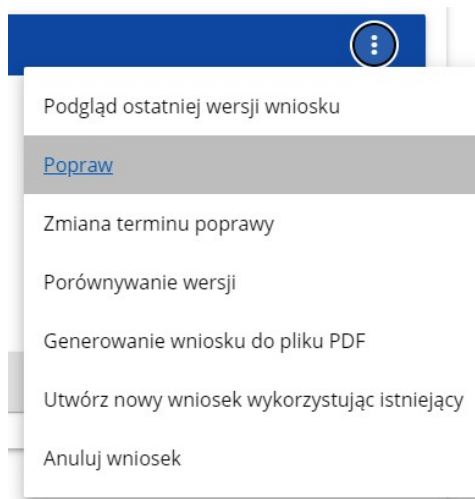 Podgląd ostatniej wersji wniosku
Popraw
Zmiana terminu poprawy
Porównywanie wersji
Generowanie wniosku do pliku PDF
Utwórz nowy wniosek wykorzystując istniejący
Anuluj wniosek